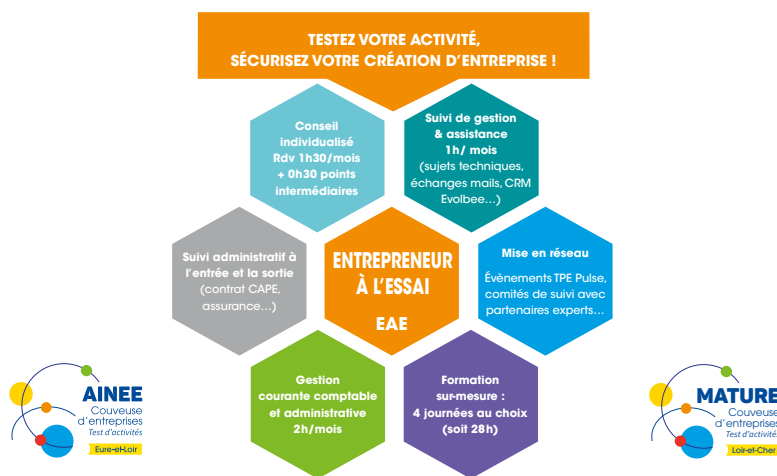 TESTEZ VOTRE ACTIVITÉ,
SÉCURISEZ VOTRE CRÉATION D'ENTREPRISE !
Conseil
individualisé
Rdv 1h30/mois
+ 0h30 points
intermédiaires
Suivi de gestion
& assistance
1h/ mois
(sujets techniques,
échanges mails, CRM
Evolbee…)
Suivi administratif à
l'entrée et la sortie
(contrat CAPE,
assurance…)
ENTREPRENEUR
À L'ESSAI
EAE
Mise en réseau
Évènements TPE Pulse,
comités de suivi avec
partenaires experts…
Gestion
courante comptable
et administrative
2h/mois
Formation
sur-mesure :
4 journées au choix
(soit 28h)
AINEE
Couveuse
d'entreprises
Test d'activités
Eure-et-Loir
MATURE
Couveuse
d'entreprises
Test d'activités
Loir-et-Cher